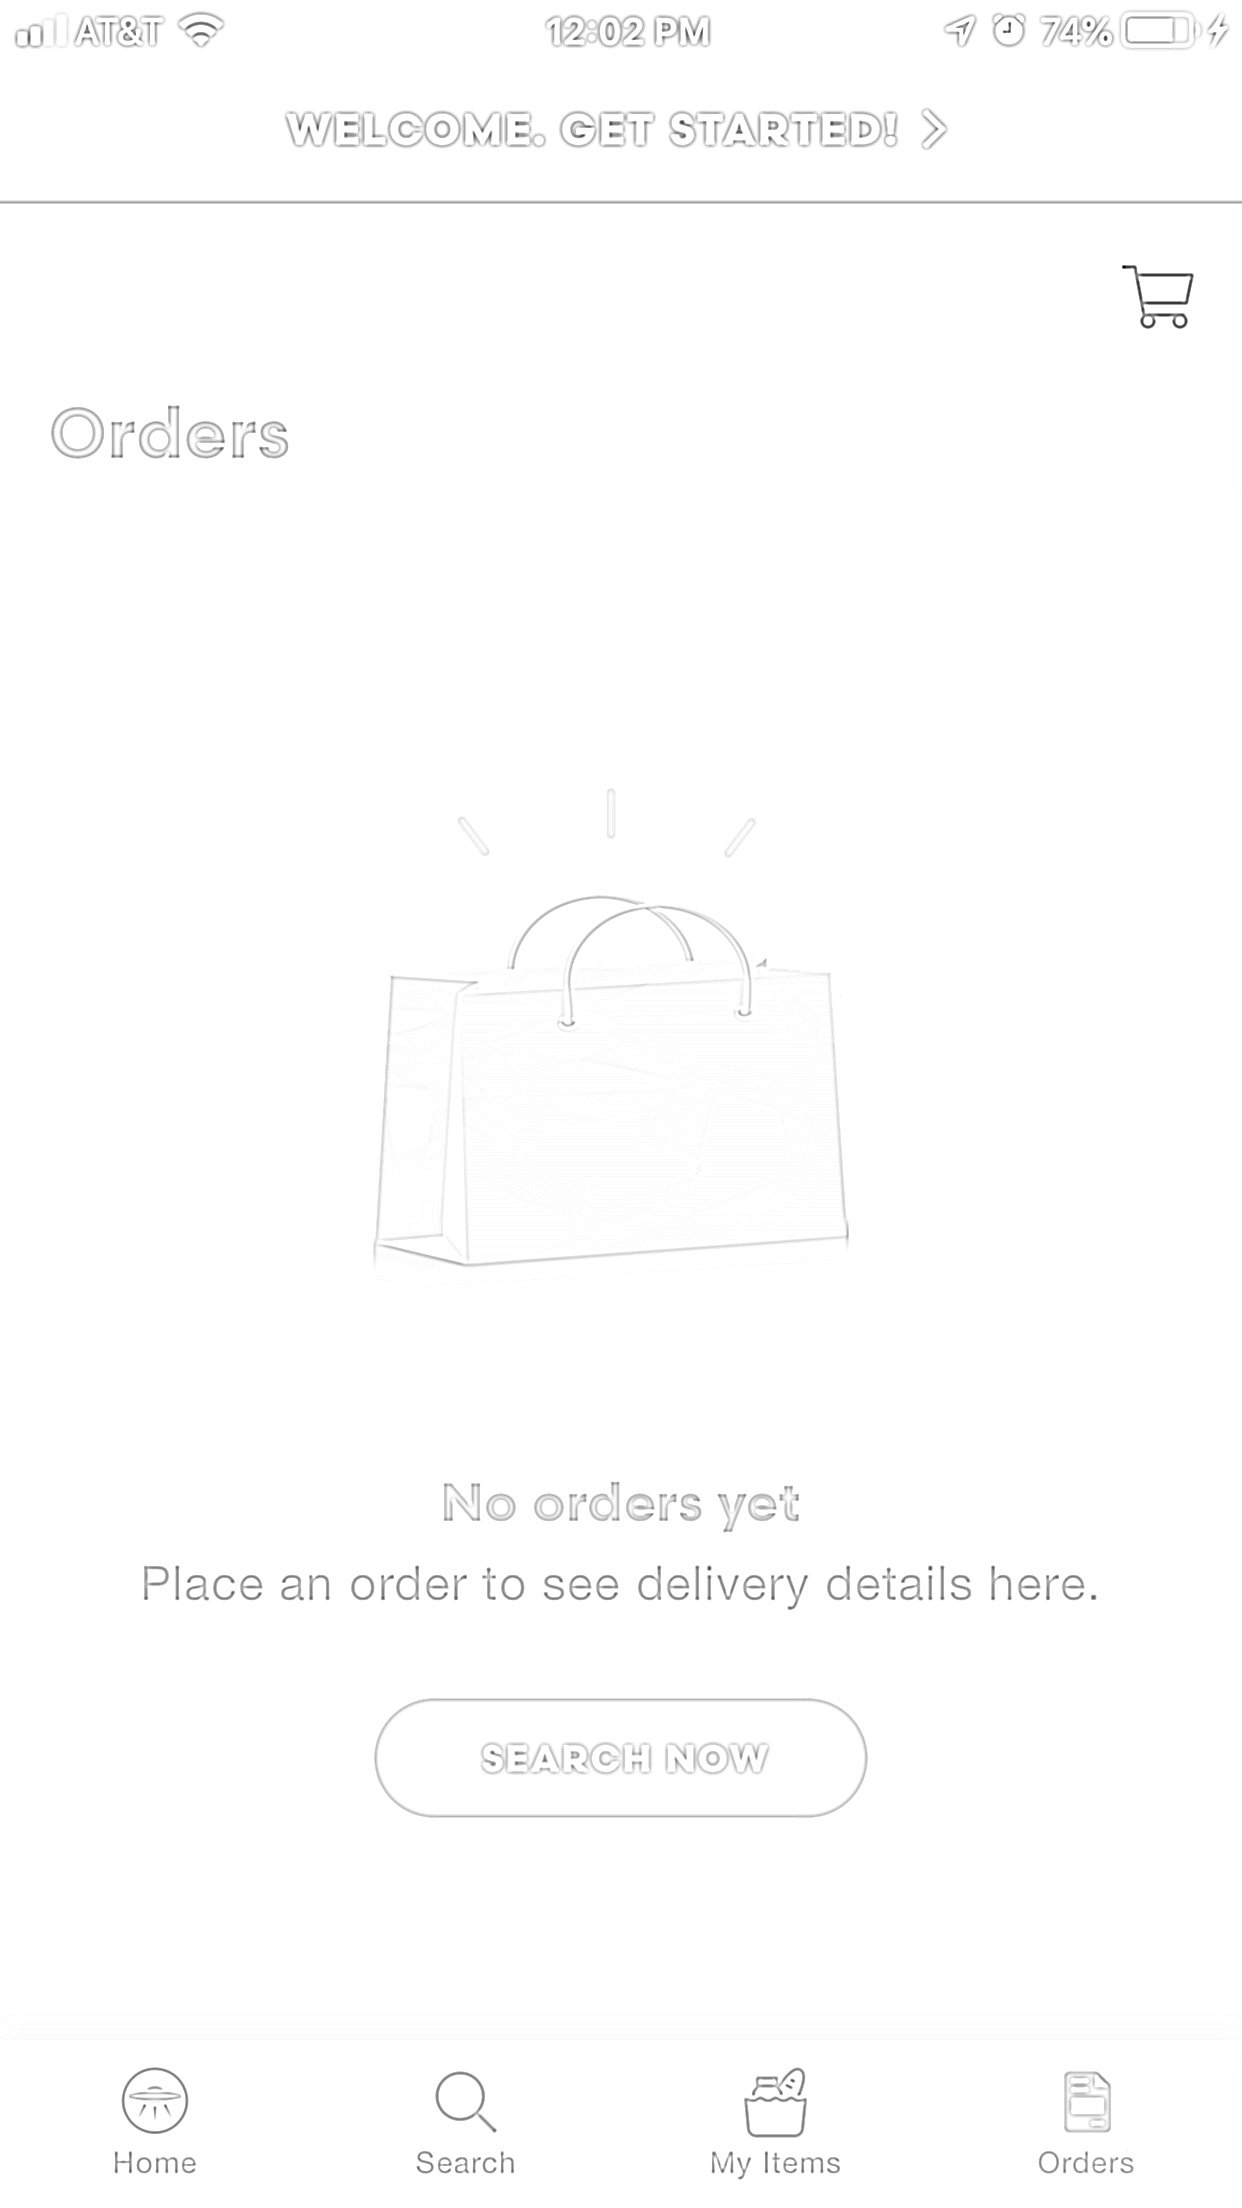 AT&T 12:02 PM 74%
WELCOME. GET STARTED!
Orders
No orders yet
Place an order to see delivery details here.
SEARCH NOW
Home Search My Items Orders